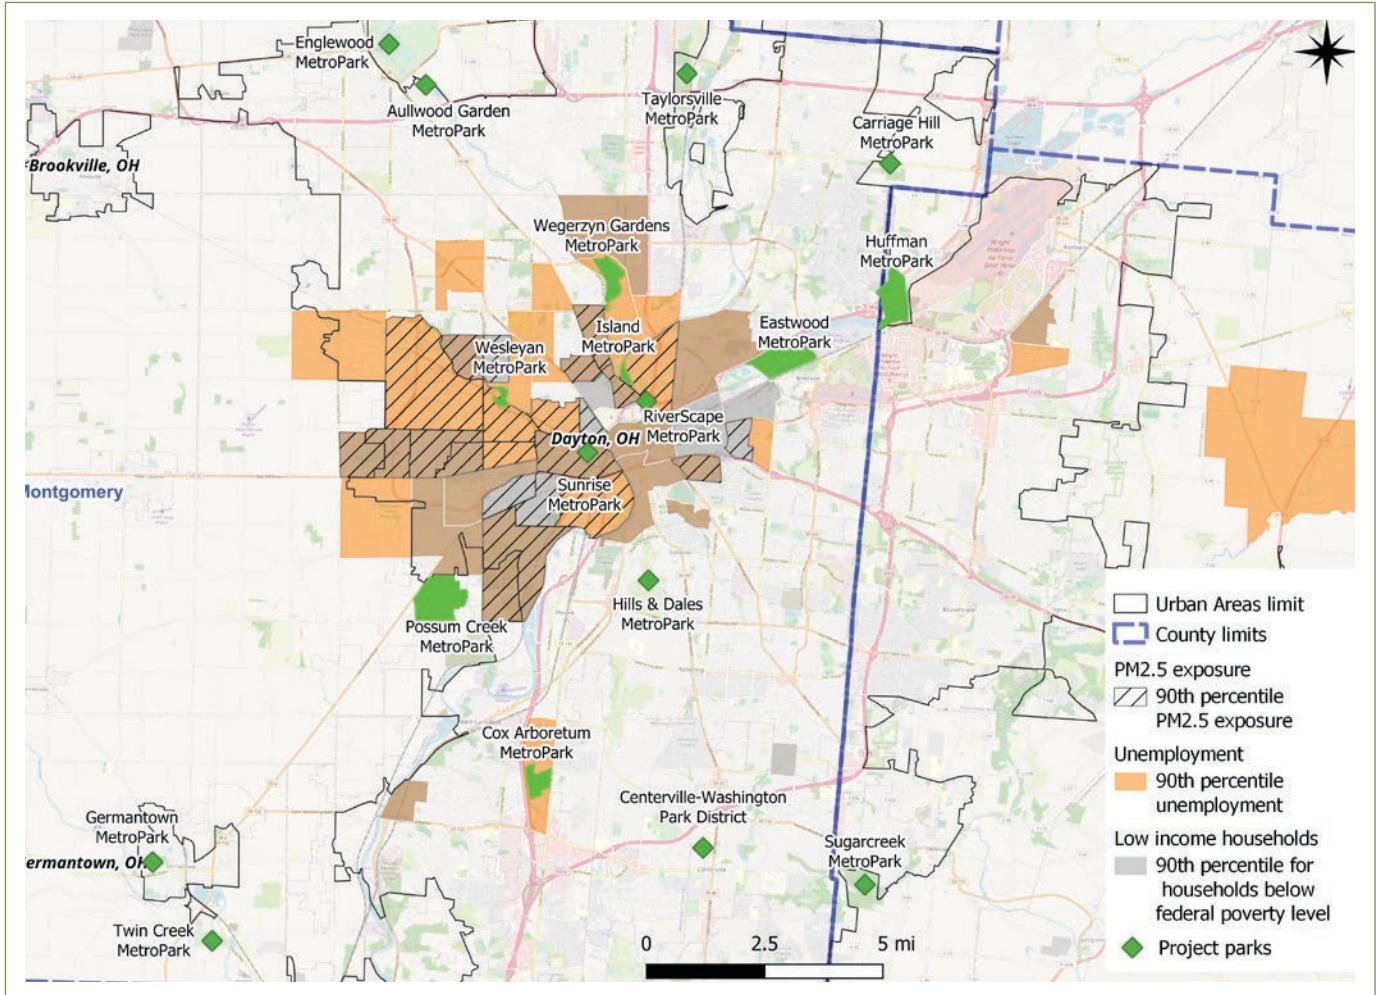 Englewood
MetroPark
Aullwood Garden
MetroPark
Taylorsville
MetroPark
Carriage Hill
MetroPark
Brookville, OH
Wegerzyn Gardens
MetroPark
Huffman
MetroPark
Island
MetroPark
Eastwood
MetroPark
Wesleyan
MetroPark
RiverScape
MetroPark
Dayton, OH
Montgomery
Sunrise
MetroPark
Hills & Dales
MetroPark
Possum Creek
MetroPark
Cox Arboretum
MetroPark
Centerville-Washington
Park District
Germantown
MetroPark
ermantown, OH
Sugarcreek
MetroPark
Twin Creek
MetroPark
0 2.5 5 mi
Urban Areas limit
County limits
PM2.5 exposure
90th percentile
PM2.5 exposure
Unemployment
90th percentile
unemployment
Low income households
90th percentile for
households below
federal poverty level
Project parks